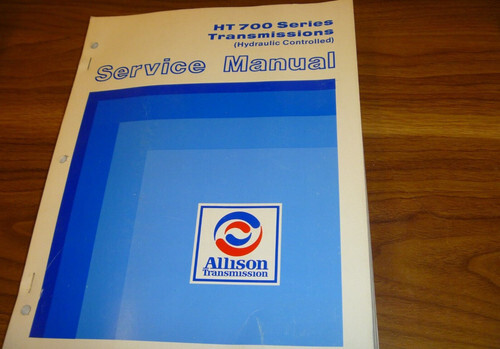 HT 700 Series
Transmissions
(Hydraulic Controlled)
Service Manual
Allison
Transmission